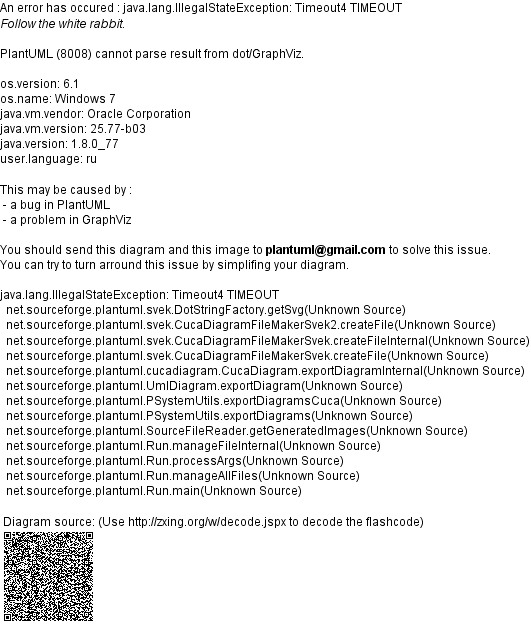 An error has occured : java.lang.IllegalStateException: Timeout4 TIMEOUT
Follow the white rabbit.
PlantUML (8008) cannot parse result from dot/GraphViz.
os.version: 6.1
os.name: Windows 7
java.vm.vendor: Oracle Corporation
java.vm.version: 25.77-b03
java.version: 1.8.0_77
user.language: ru
This may be caused by :
- a bug in PlantUML
- a problem in GraphViz
You should send this diagram and this image to plantuml@gmail.com to solve this issue.
You can try to turn arround this issue by simplifing your diagram.
java.lang.IllegalStateException: Timeout4 TIMEOUT
net.sourceforge.plantuml.svek.DotStringFactory.getSvg(Unknown Source)
net.sourceforge.plantuml.svek.CucaDiagramFileMakerSvek2.createFile(Unknown Source)
net.sourceforge.plantuml.svek.CucaDiagramFileMakerSvek.createFileInternal(Unknown Source)
net.sourceforge.plantuml.svek.CucaDiagramFileMakerSvek.createFile(Unknown Source)
net.sourceforge.plantuml.cucadiagram.CucaDiagram.exportDiagramInternal(Unknown Source)
net.sourceforge.plantuml.UmlDiagram.exportDiagram(Unknown Source)
net.sourceforge.plantuml.PSystemUtils.exportDiagramsCuca(Unknown Source)
net.sourceforge.plantuml.PSystemUtils.exportDiagrams(Unknown Source)
net.sourceforge.plantuml.SourceFileReader.getGeneratedImages(Unknown Source)
net.sourceforge.plantuml.Run.manageFileInternal(Unknown Source)
net.sourceforge.plantuml.Run.processArgs(Unknown Source)
net.sourceforge.plantuml.Run.manageAllFiles(Unknown Source)
net.sourceforge.plantuml.Run.main(Unknown Source)
Diagram source: (Use http://zxing.org/w/decode.jspx to decode the flashcode)